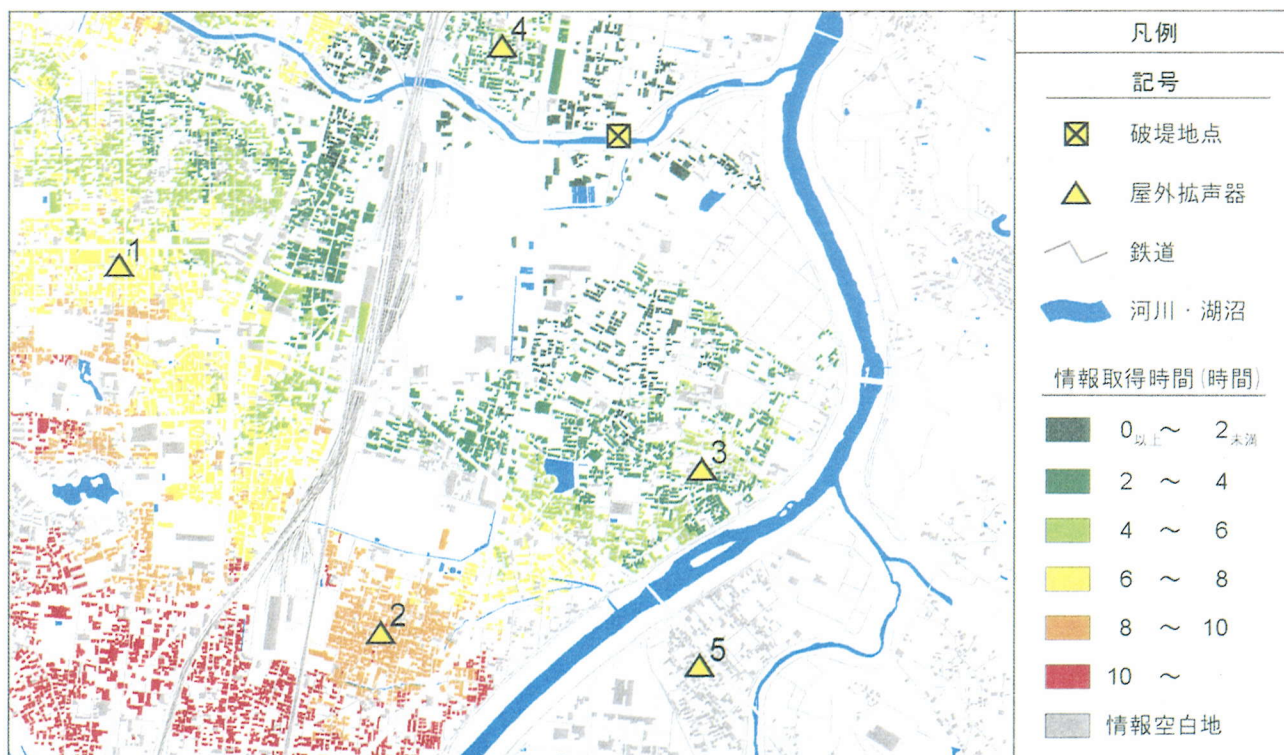 凡例
記号
破堤地点
屋外拡声器
鉄道
河川・湖沼
情報取得時間(時間)
0以上 ～ 2未満
2 ～ 4
4 ～ 6
6 ～ 8
8 ～ 10
10 ～
情報空白地
4
1
3
2
5